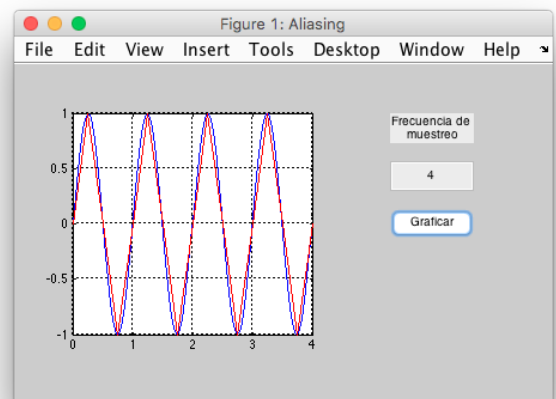 Figure 1: Aliasing
File Edit View Insert Tools Desktop Window Help
1
0.5
0
-0.5
-1
0 1 2 3 4
Frecuencia de
muestreo
4
Graficar